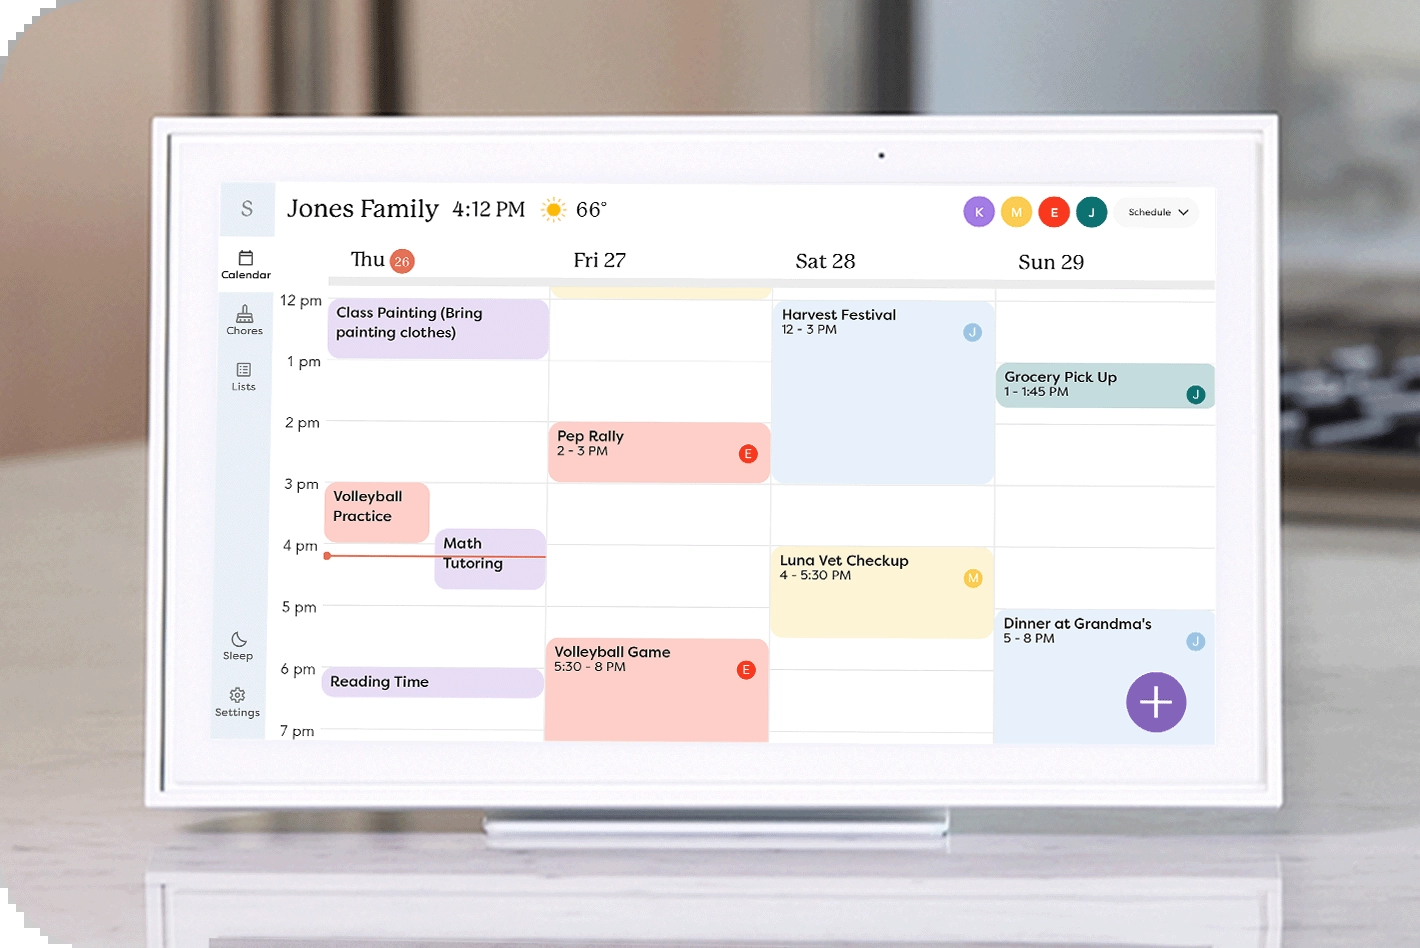 S
Jones Family 4:12 PM 66°
K M E J Schedule
Calendar
Chores
Lists
Sleep
Settings
Thu 26 Fri 27 Sat 28 Sun 29
12 pm
1 pm
2 pm
3 pm
4 pm
5 pm
6 pm
7 pm
Class Painting (Bring
painting clothes)
Volleyball
Practice
Math
Tutoring
Reading Time
Pep Rally
2 - 3 PM
E
Volleyball Game
5:30 - 8 PM
E
Harvest Festival
12 - 3 PM
J
Luna Vet Checkup
4 - 5:30 PM
M
Grocery Pick Up
1 - 1:45 PM
J
Dinner at Grandma's
5 - 8 PM
J